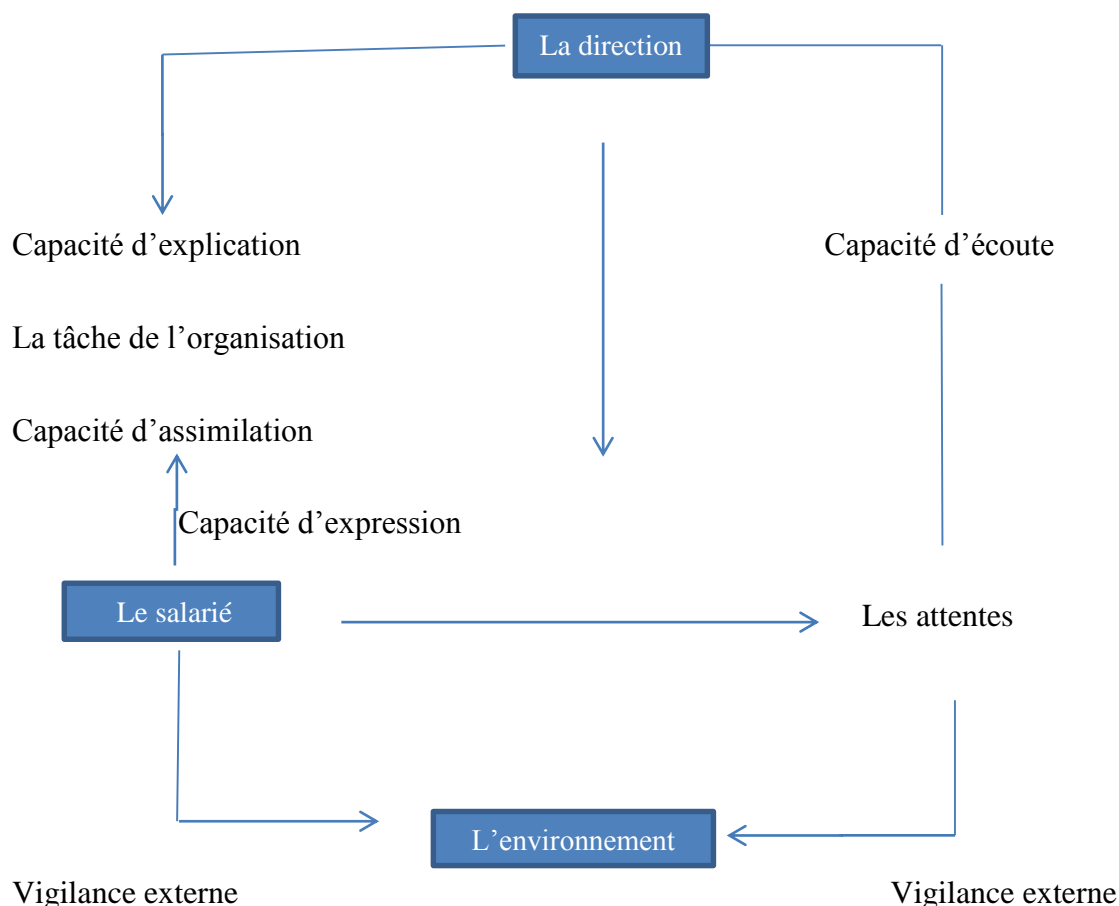 La direction
Capacité d’explication
Capacité d’écoute
La tâche de l’organisation
Capacité d’assimilation
Capacité d’expression
Le salarié
Les attentes
L’environnement
Vigilance externe
Vigilance externe